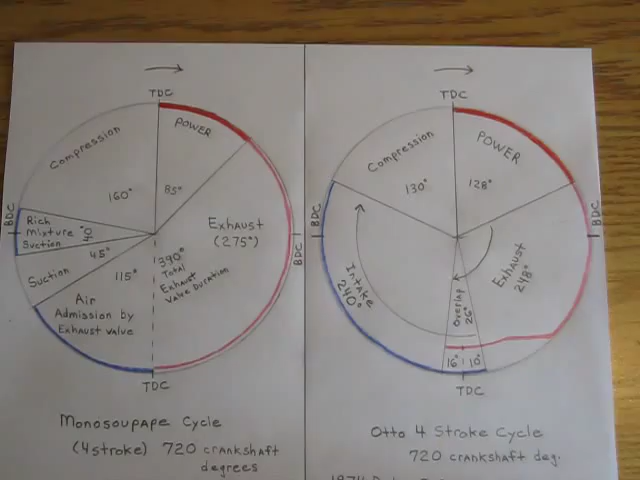 TDC
Compression
POWER
160°
85°
BDC
Rich
Mixture
Suction
40°
45°
Suction
115°
Exhaust
(275°)
BDC
390°
Total
Exhaust
Valve Duration
Air
Admission by
Exhaust valve
TDC
Monosoupape Cycle
(4stroke) 720 crankshaft
degrees
TDC
Compression
POWER
130°
128°
BDC
BDC
Intake
240°
Exhaust
248°
Overlap
26°
16°
10°
TDC
Otto 4 Stroke Cycle
720 crankshaft deg.